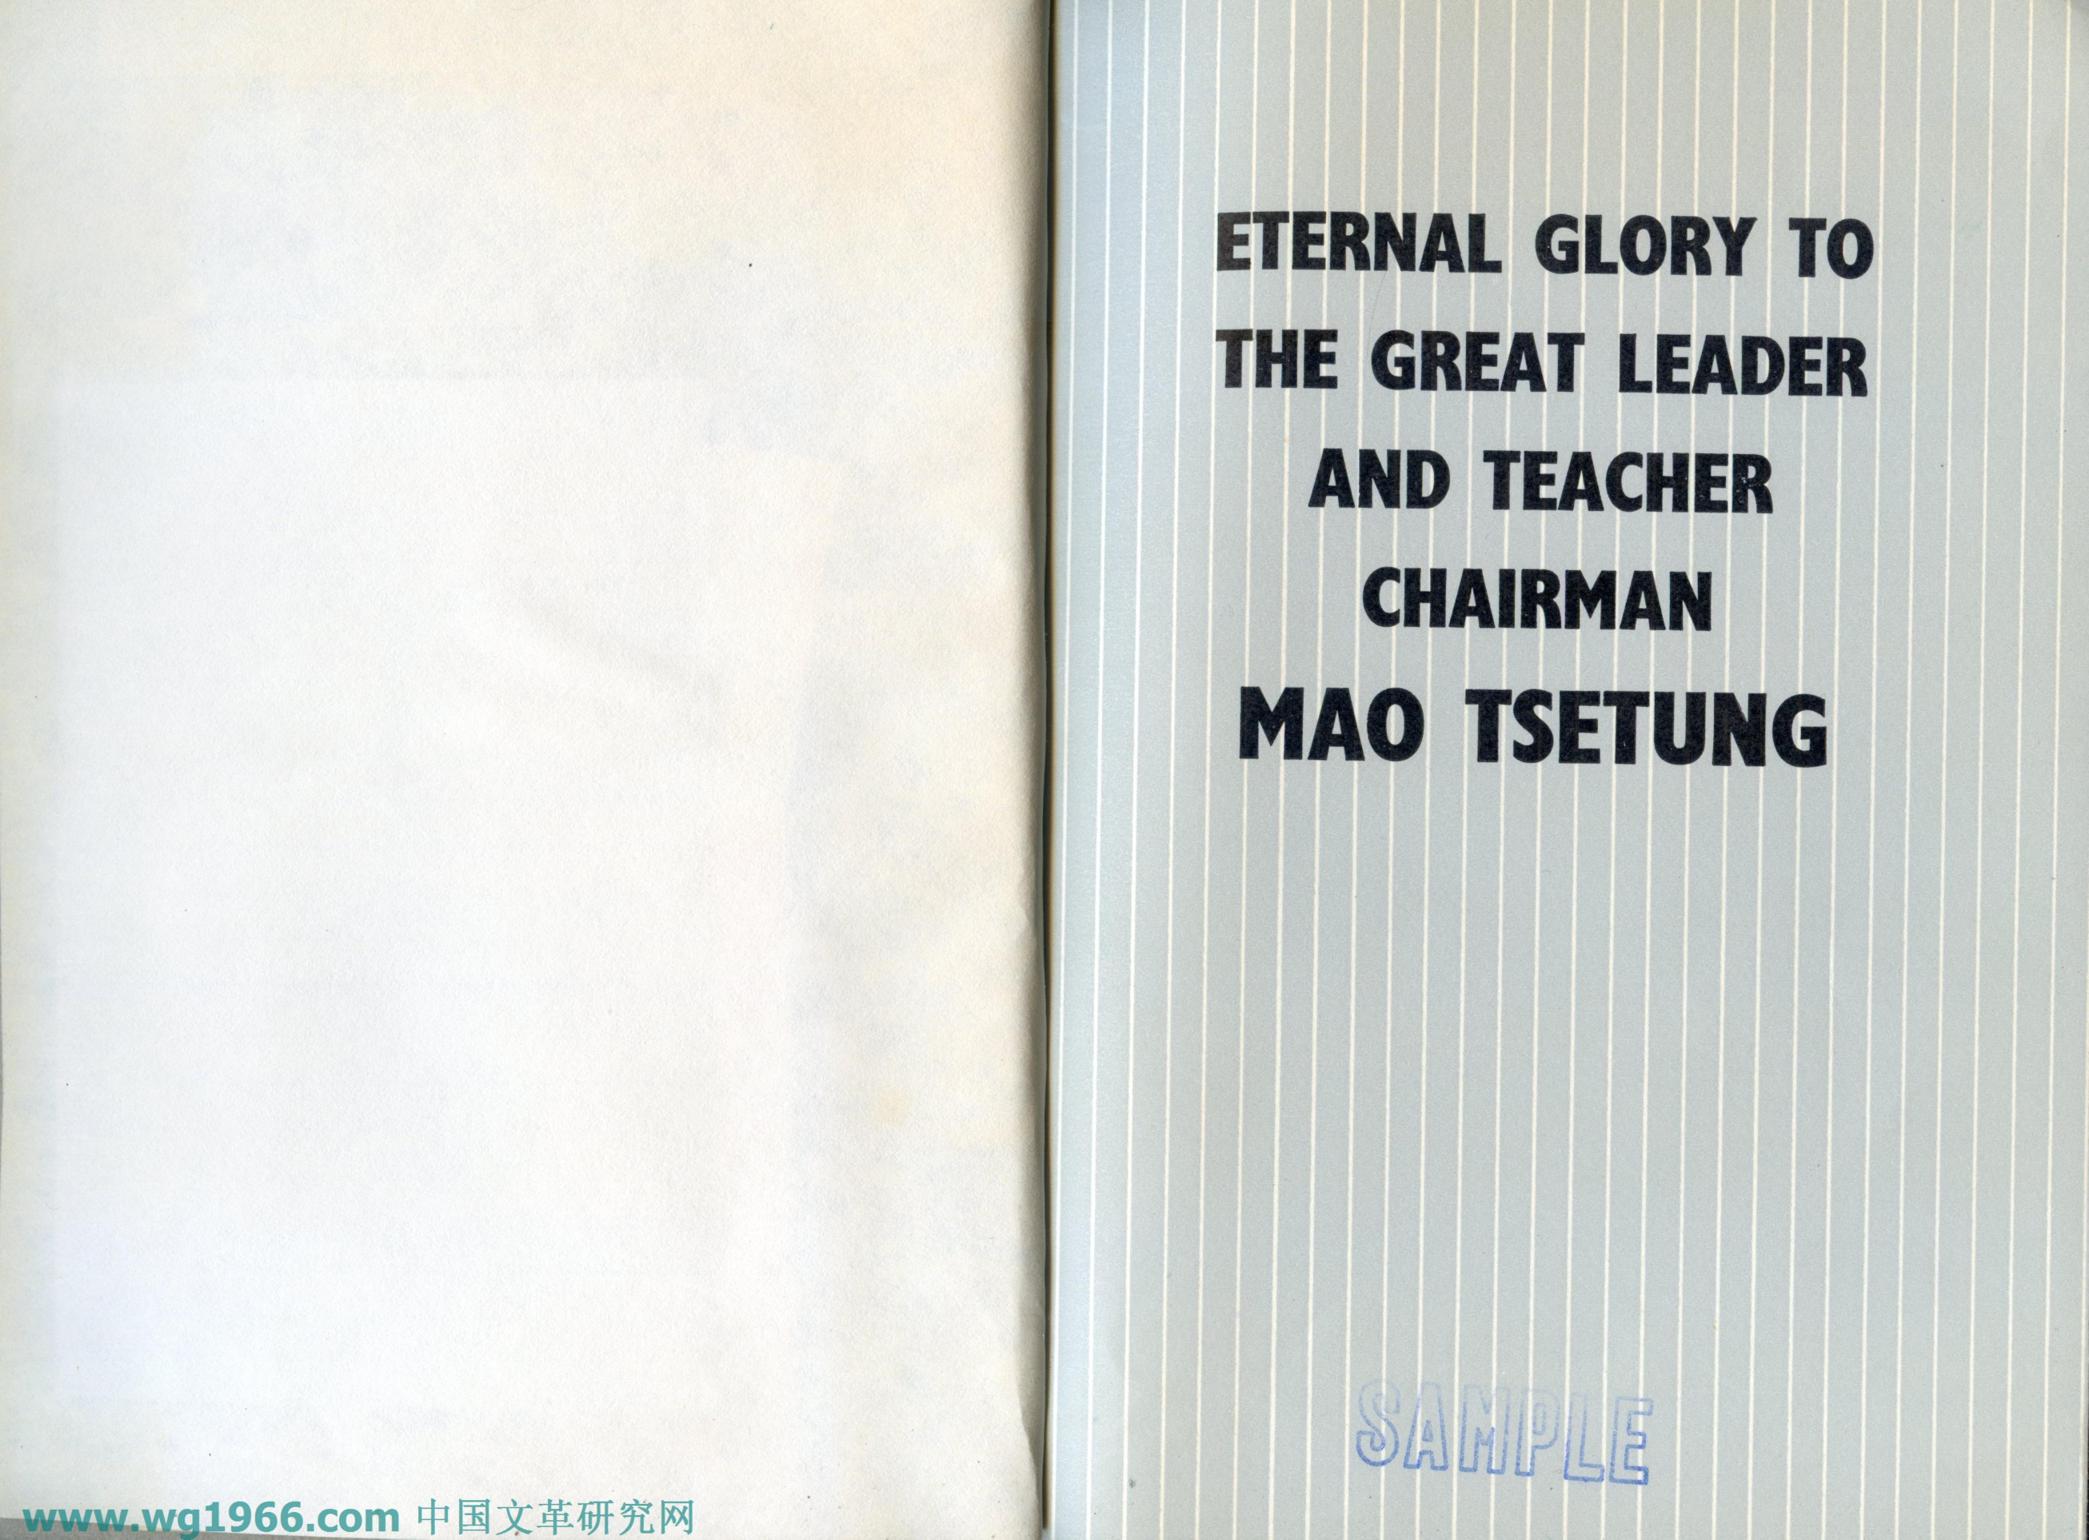 ETERNAL GLORY TO
THE GREAT LEADER
AND TEACHER
CHAIRMAN
MAO TSETUNG
SAMPLE
www.wg1966.com 中国文革研究网